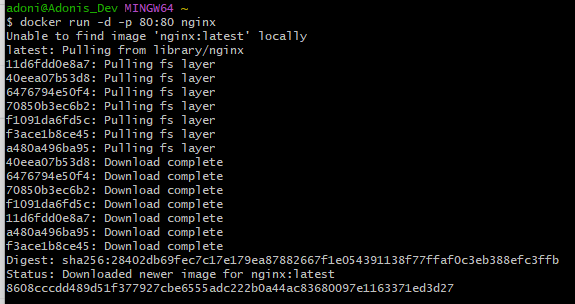 adoni@Adonis_Dev MINGW64 ~
$ docker run -d -p 80:80 nginx
Unable to find image 'nginx:latest' locally
latest: Pulling from library/nginx
11d6fdd0e8a7: Pulling fs layer
40eea07b53d8: Pulling fs layer
6476794e50f4: Pulling fs layer
70850b3ec6b2: Pulling fs layer
f1091da6fd5c: Pulling fs layer
f3ace1b8ce45: Pulling fs layer
a480a496ba95: Pulling fs layer
40eea07b53d8: Download complete
6476794e50f4: Download complete
70850b3ec6b2: Download complete
f1091da6fd5c: Download complete
11d6fdd0e8a7: Download complete
a480a496ba95: Download complete
f3ace1b8ce45: Download complete
Digest: sha256:28402db69fec7c17e179ea87882667f1e054391138f77ffaf0c3eb388efc3ffb
Status: Downloaded newer image for nginx:latest
8608cccdd489d51f377927cbe6555adc222b0a44ac83680097e1163371ed3d27